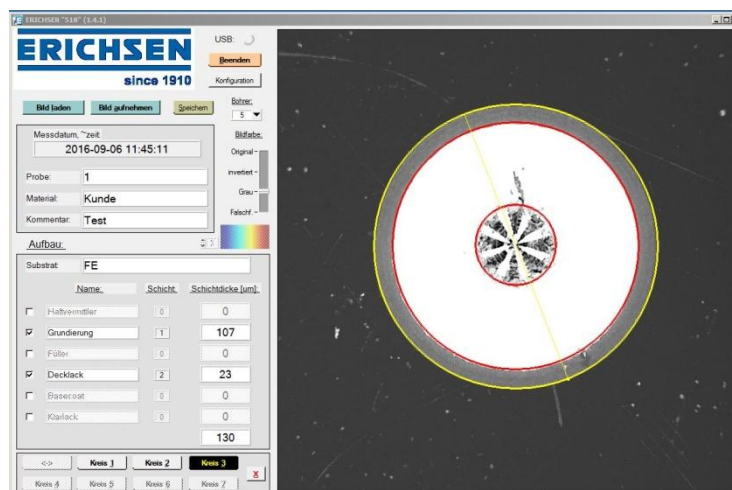 ERICHSEN "518" (1.4.1)
ERICHSEN
since 1910
USB:
Beenden
Konfiguration
Bild laden
Bild aufnehmen
Speichern
Bohrer:
5
Messdatum, ~zeit:
2016-09-06 11:45:11
Probe:
1
Material:
Kunde
Kommentar:
Test
Bildfarbe:
Original
invertiert
Grau
Falschf.
Aufbau:
Substrat:
FE
Name: Schicht: Schichtdicke [um]:
Haftvermittler 0 0
Grundierung 1 107
Füller 0 0
Decklack 2 23
Basecoat 0 0
Klarlack 0 0
130
<-> Kreis 1 Kreis 2 Kreis 3
Kreis 4 Kreis 5 Kreis 6 Kreis 7
X